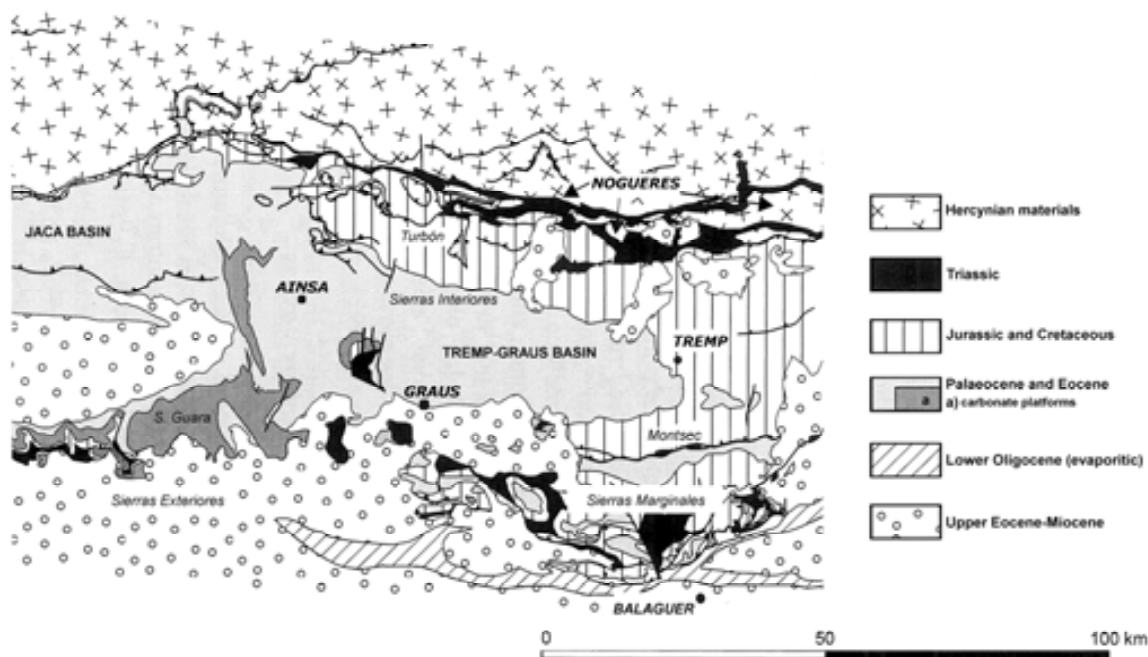 NOGUERES
JACA BASIN
Turbón
AINSA
Sierras Interiores
TREMP-GRAUS BASIN
TREMP
GRAUS
S. Guara
Montsec
Sierras Exteriores
Sierras Marginales
BALAGUER
Hercynian materials
Triassic
Jurassic and Cretaceous
Palaeocene and Eocene
a
a) carbonate platforms
Lower Oligocene (evaporitic)
Upper Eocene-Miocene
0 50 100 km